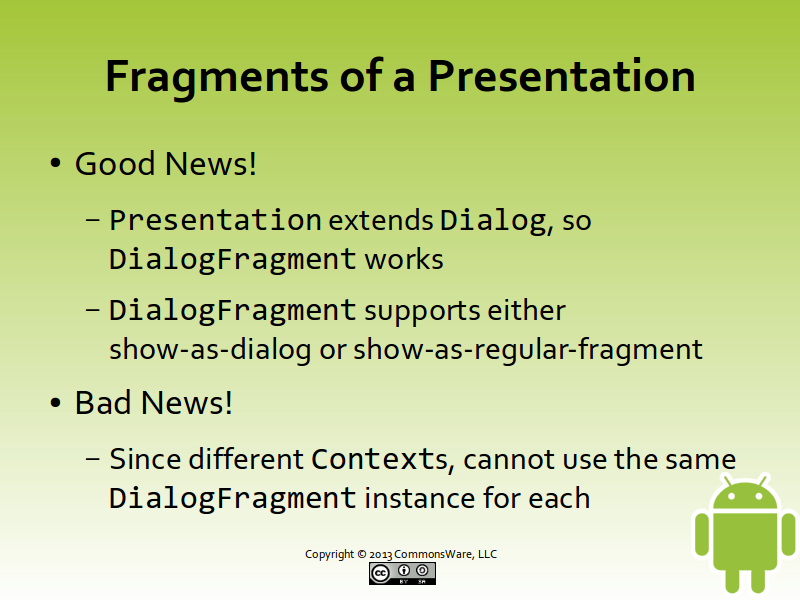 Fragments of a Presentation
• Good News!
– Presentation extends Dialog, so
DialogFragment works
– DialogFragment supports either
show-as-dialog or show-as-regular-fragment
• Bad News!
– Since different Contexts, cannot use the same
DialogFragment instance for each
Copyright © 2013 CommonsWare, LLC
cc BY SA